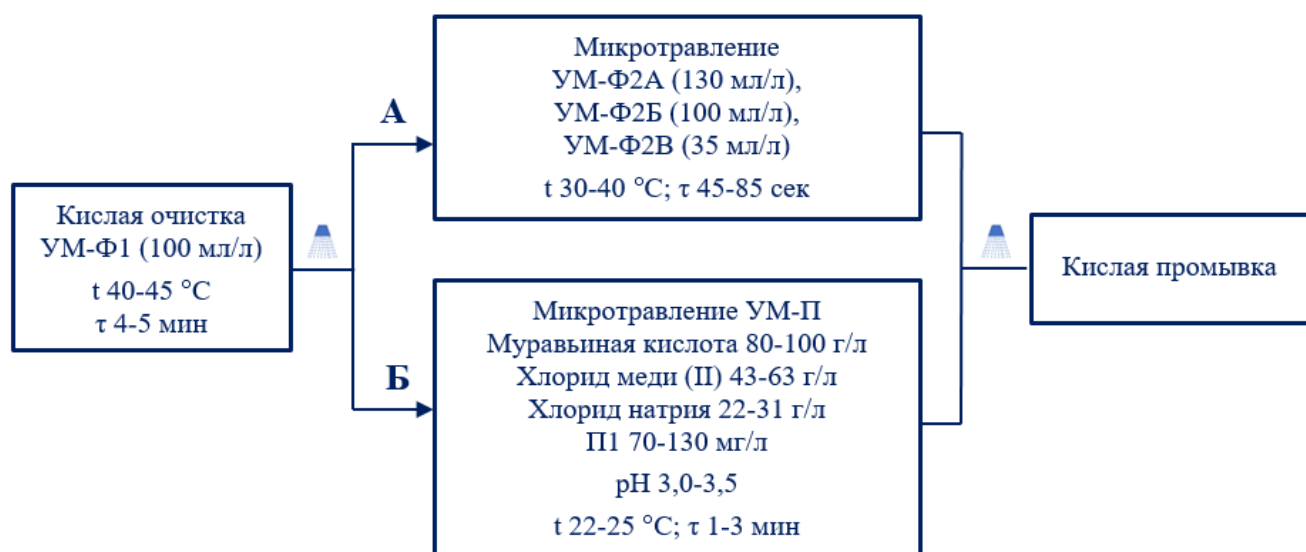 Кислая очистка
УМ-Ф1 (100 мл/л)
t 40-45 °C
τ 4-5 мин
А
Микротравление
УМ-Ф2А (130 мл/л),
УМ-Ф2Б (100 мл/л),
УМ-Ф2В (35 мл/л)
t 30-40 °C; τ 45-85 сек
Б
Микротравление УМ-П
Муравьиная кислота 80-100 г/л
Хлорид меди (II) 43-63 г/л
Хлорид натрия 22-31 г/л
П1 70-130 мг/л
pH 3,0-3,5
t 22-25 °C; τ 1-3 мин
Кислая промывка